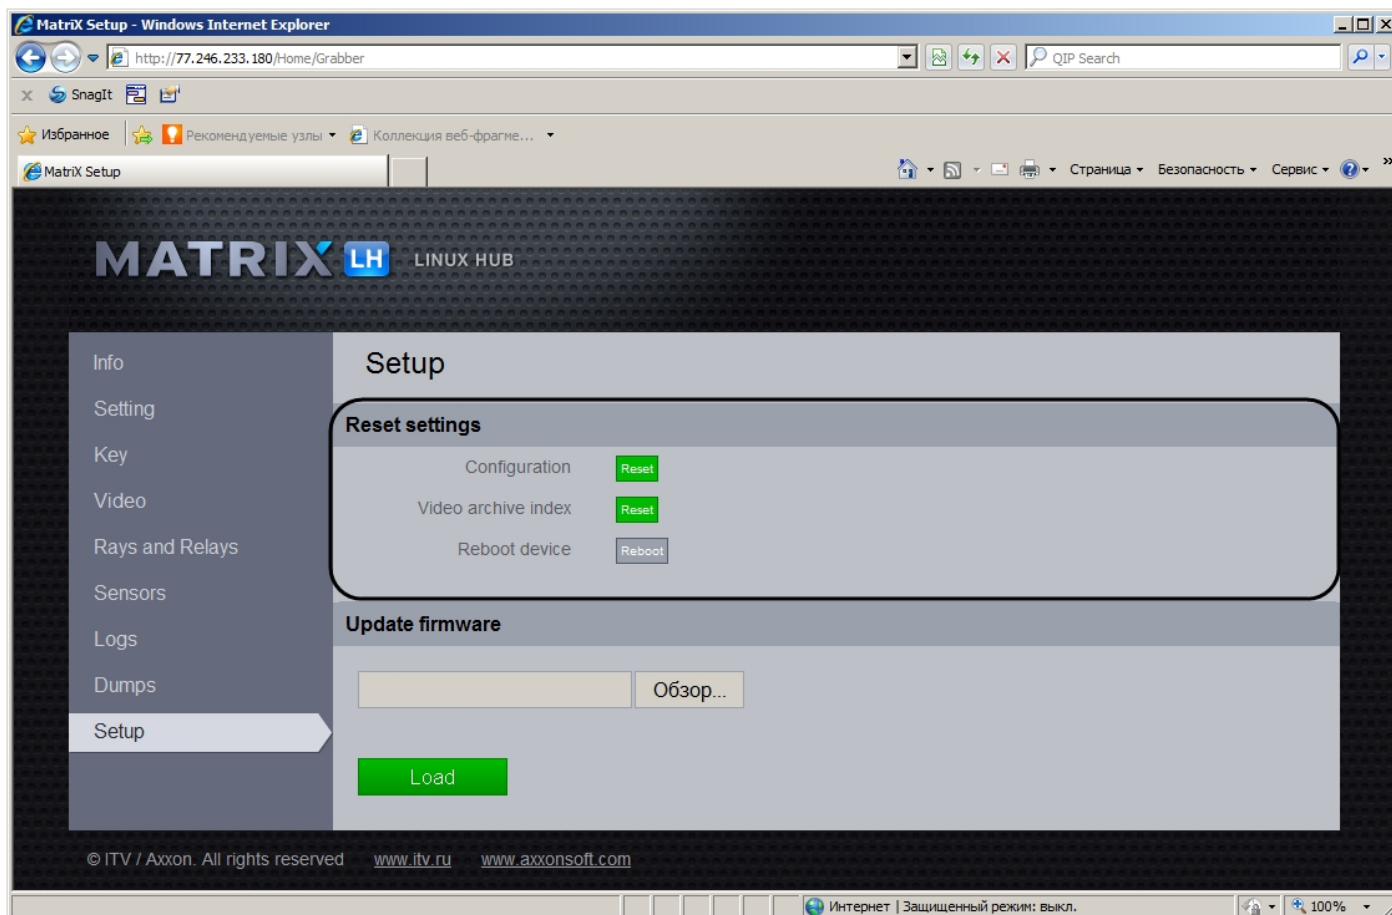 MatriX Setup - Windows Internet Explorer
http://77.246.233.180/Home/Grabber
QIP Search
x SnagIt
Избранное Рекомендуемые узлы Коллекция веб-фрагме...
MatriX Setup Страница Безопасность Сервис »
MATRIX LH LINUX HUB
Info
Setting
Key
Video
Rays and Relays
Sensors
Logs
Dumps
Setup
Setup
Reset settings
Configuration Reset
Video archive index Reset
Reboot device Reboot
Update firmware
Обзор...
Load
© ITV / Axxon. All rights reserved www.itv.ru www.axxonsoft.com
Интернет | Защищенный режим: выкл. 100%